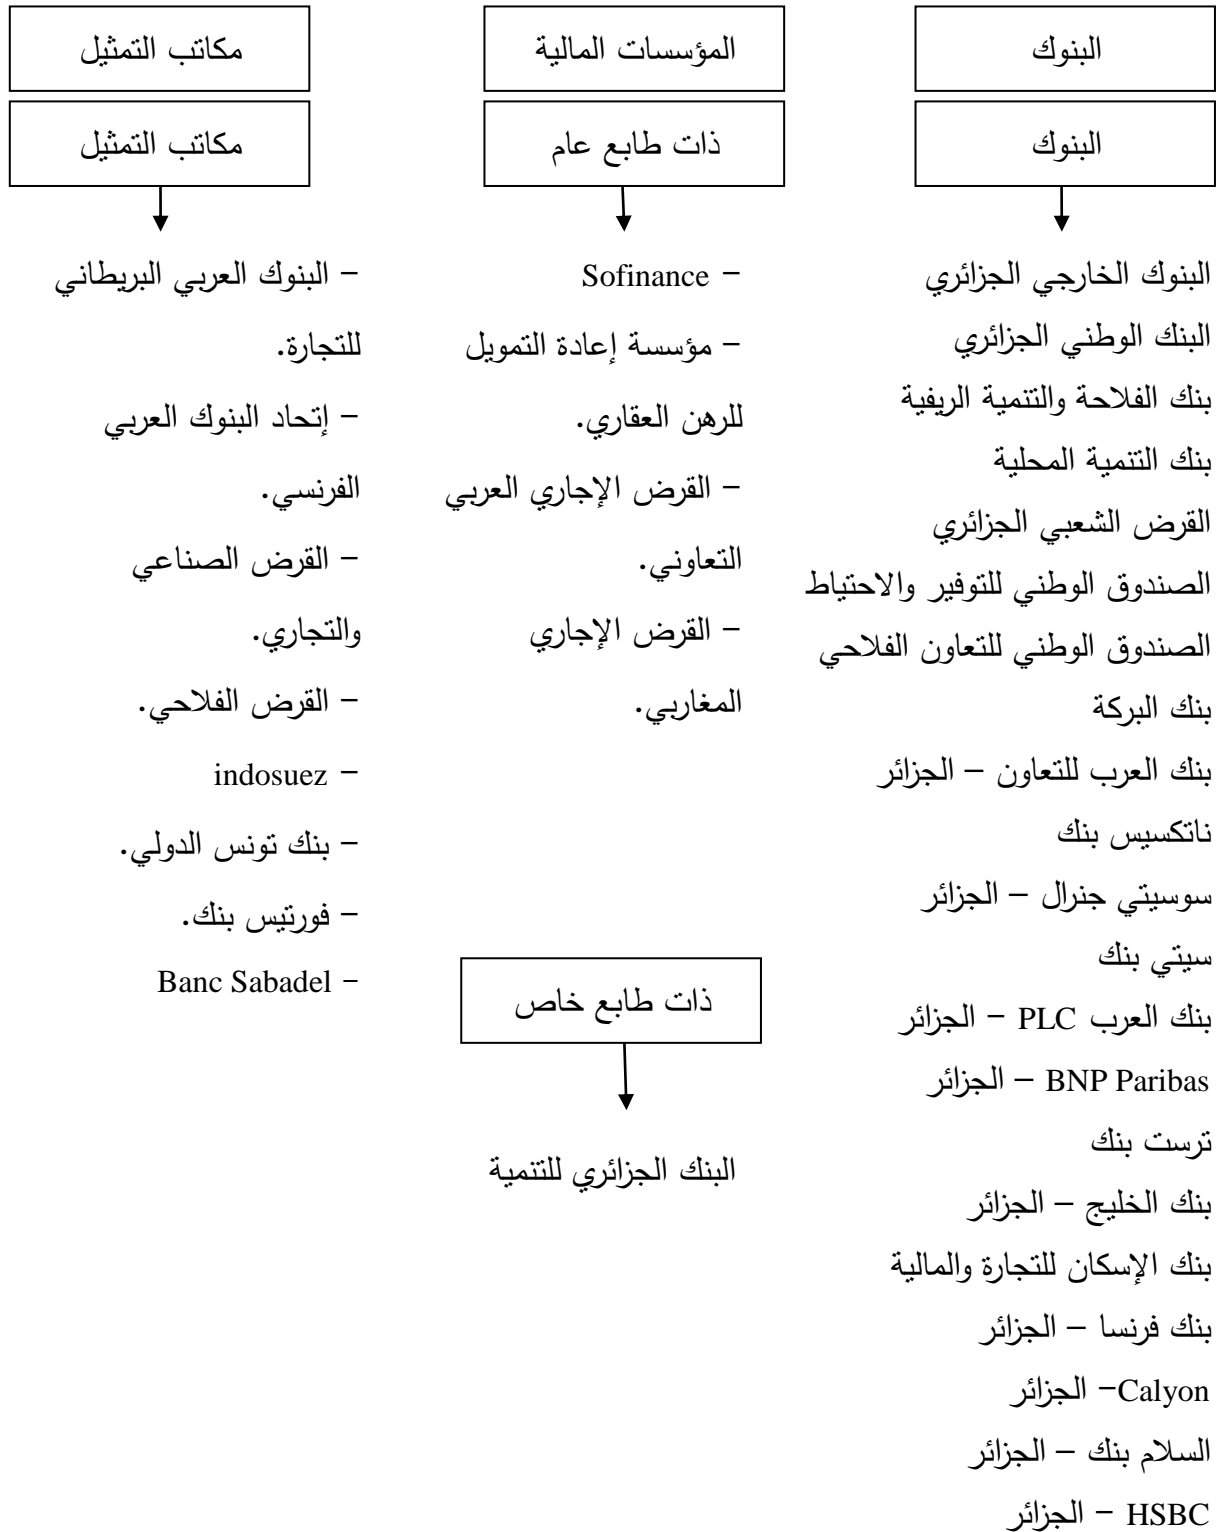 البنوك
البنوك
البنوك الخارجي الجزائري
البنك الوطني الجزائري
بنك الفلاحة والتنمية الريفية
بنك التنمية المحلية
القرض الشعبي الجزائري
الصندوق الوطني للتوفير والاحتياط
الصندوق الوطني للتعاون الفلاحي
بنك البركة
بنك العرب للتعاون – الجزائر
ناتكسيس بنك
سوسيتي جنرال – الجزائر
سيتي بنك
بنك العرب PLC – الجزائر
BNP Paribas – الجزائر
ترست بنك
بنك الخليج – الجزائر
بنك الإسكان للتجارة والمالية
بنك فرنسا – الجزائر
Calyon– الجزائر
السلام بنك – الجزائر
HSBC – الجزائر
المؤسسات المالية
ذات طابع عام
– Sofinance
– مؤسسة إعادة التمويل
للرهن العقاري.
– القرض الإجاري العربي
التعاوني.
– القرض الإجاري
المغاربي.
ذات طابع خاص
البنك الجزائري للتنمية
مكاتب التمثيل
مكاتب التمثيل
– البنوك العربي البريطاني
للتجارة.
– إتحاد البنوك العربي
الفرنسي.
– القرض الصناعي
والتجاري.
– القرض الفلاحي.
– indosuez
– بنك تونس الدولي.
– فورتيس بنك.
– Banc Sabadel